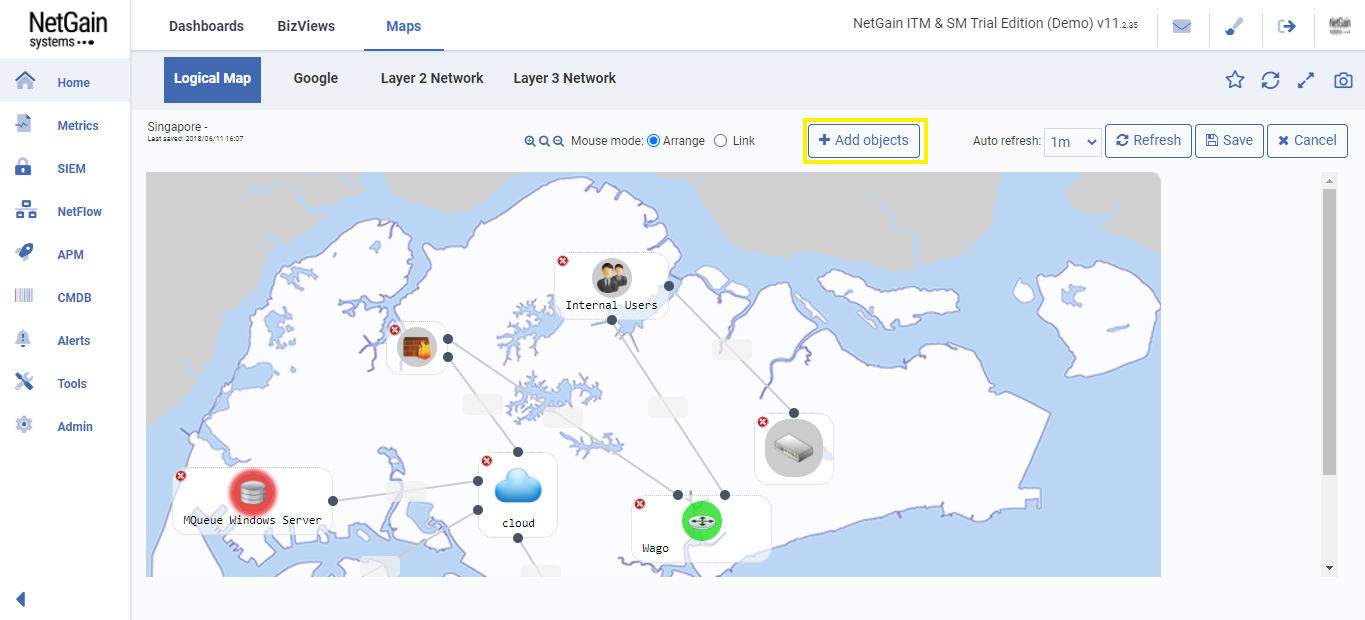 NetGain
systems
Dashboards BizViews Maps
NetGain ITM & SM Trial Edition (Demo) v11.2.35
NetGain
systems
Home
Metrics
SIEM
NetFlow
APM
CMDB
Alerts
Tools
Admin
Logical Map Google Layer 2 Network Layer 3 Network
Singapore -
Last saved: 2018/06/11 16:07
Mouse mode: Arrange Link
+ Add objects
Auto refresh: 1m Refresh Save Cancel
Internal Users
MQueue Windows Server
cloud
Wago